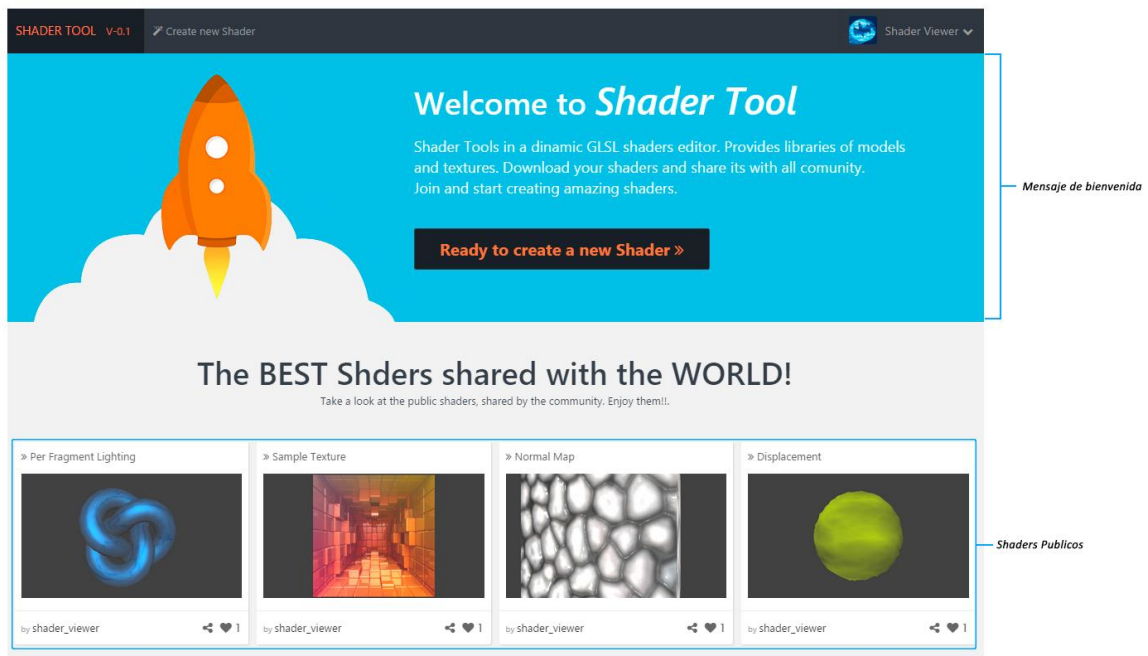 SHADER TOOL V-0.1 Create new Shader Shader Viewer
Welcome to Shader Tool
Shader Tools in a dinamic GLSL shaders editor. Provides libraries of models
and textures. Download your shaders and share its with all comunity.
Join and start creating amazing shaders.
Ready to create a new Shader »
Mensaje de bienvenida
The BEST Shders shared with the WORLD!
Take a look at the public shaders, shared by the community. Enjoy them!!.
» Per Fragment Lighting
» Sample Texture
» Normal Map
» Displacement
Shaders Publicos
by shader_viewer 1
by shader_viewer 1
by shader_viewer 1
by shader_viewer 1